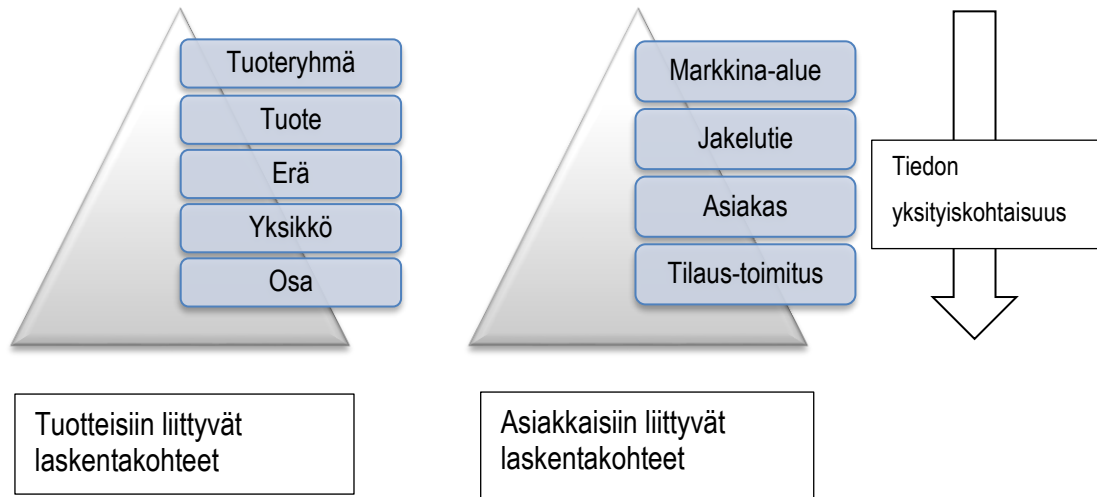 Tuoteryhmä
Tuote
Erä
Yksikkö
Osa
Markkina-alue
Jakelutie
Asiakas
Tilaus-toimitus
Tiedon
yksityiskohtaisuus
Tuotteisiin liittyvät
laskentakohteet
Asiakkaisiin liittyvät
laskentakohteet